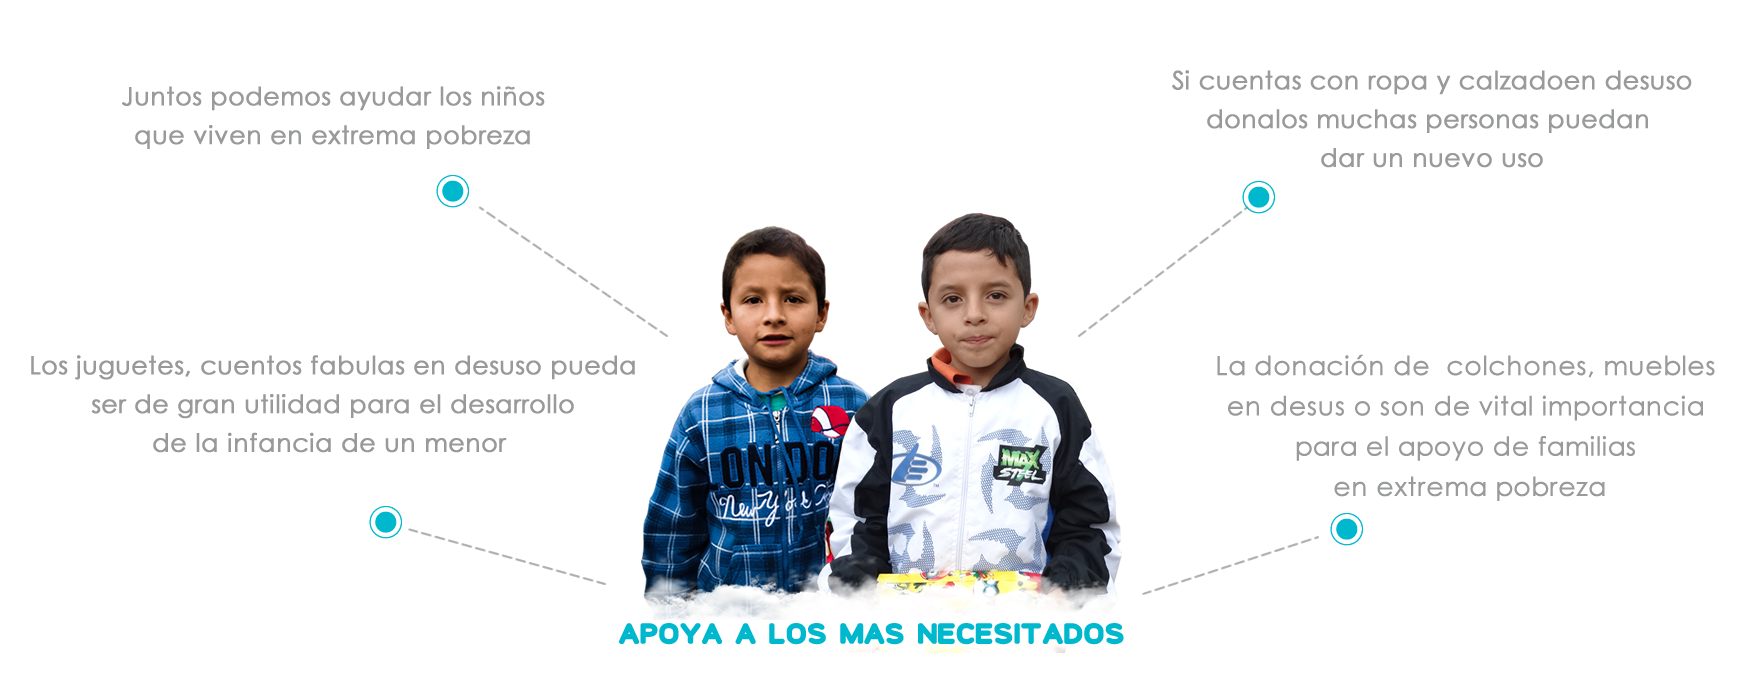 Juntos podemos ayudar los niños
que viven en extrema pobreza
Si cuentas con ropa y calzadoen desuso
donalos muchas personas puedan
dar un nuevo uso
Los juguetes, cuentos fabulas en desuso pueda
ser de gran utilidad para el desarrollo
de la infancia de un menor
La donación de  colchones, muebles
en desus o son de vital importancia
para el apoyo de familias
en extrema pobreza
ONDO
New York
MAX
STEEL
APOYA A LOS MAS NECESITADOS